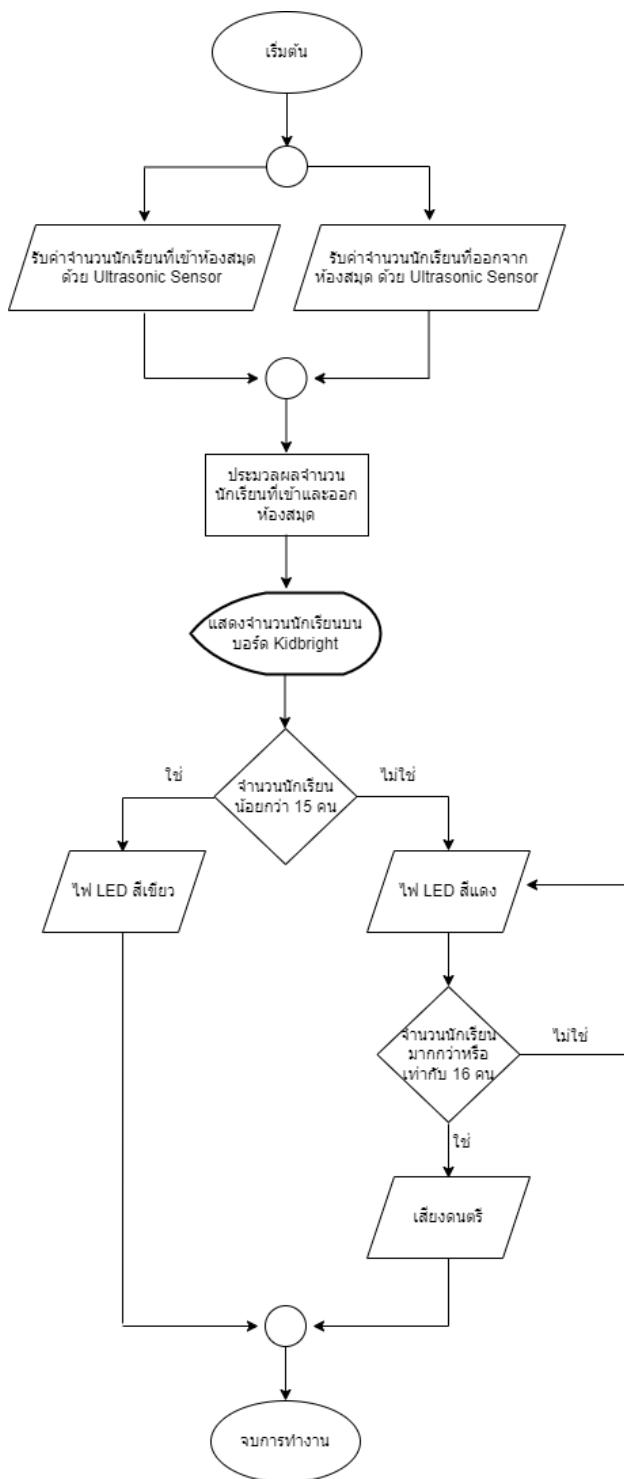 เริ่มต้น
รับค่าจำนวนนักเรียนที่เข้าห้องสมุด
ด้วย Ultrasonic Sensor
รับค่าจำนวนนักเรียนที่ออกจาก
ห้องสมุด ด้วย Ultrasonic Sensor
ประมวลผลจำนวน
นักเรียนที่เข้าและออก
ห้องสมุด
แสดงจำนวนนักเรียนบน
บอร์ด Kidbright
ใช่
จำนวนนักเรียน
น้อยกว่า 15 คน
ไม่ใช่
ไฟ LED สีเขียว
ไฟ LED สีแดง
จำนวนนักเรียน
มากกว่าหรือ
เท่ากับ 16 คน
ไม่ใช่
ใช่
เสียงดนตรี
จบการทำงาน